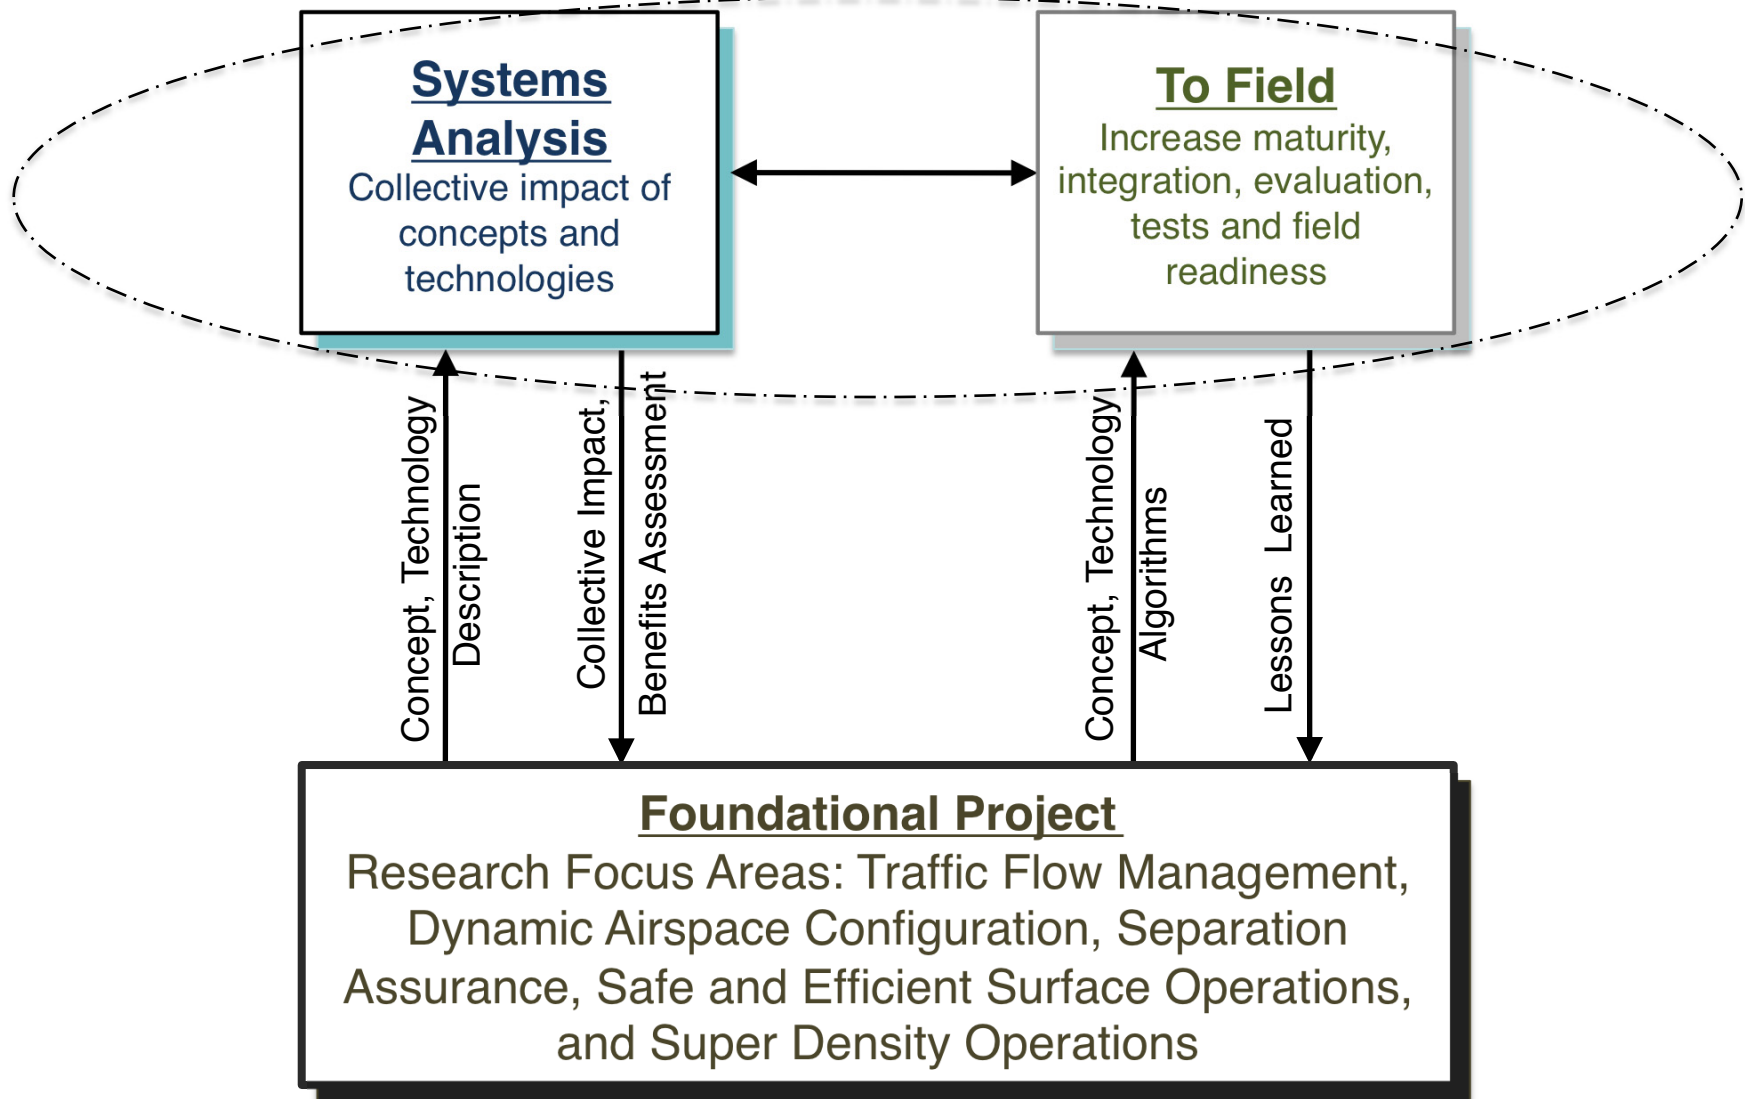 Systems
Analysis
Collective impact of
concepts and
technologies
To Field
Increase maturity,
integration, evaluation,
tests and field
readiness
Concept, Technology
Description
Collective Impact,
Benefits Assessment
Concept, Technology
Algorithms
Lessons Learned
Foundational Project
Research Focus Areas: Traffic Flow Management,
Dynamic Airspace Configuration, Separation
Assurance, Safe and Efficient Surface Operations,
and Super Density Operations